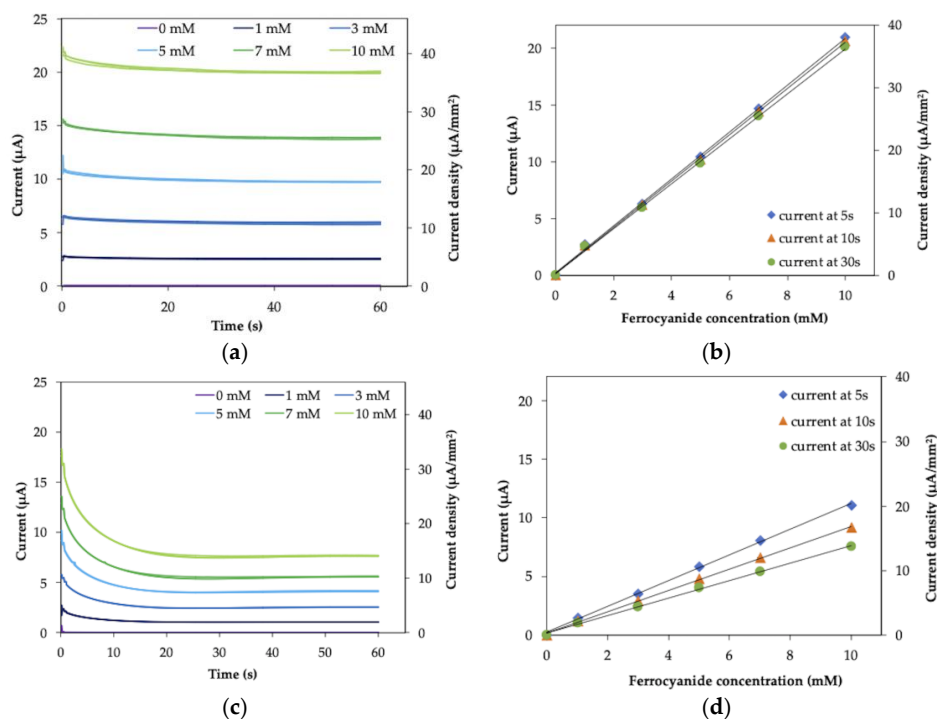 25
20
15
10
5
0
Current (µA)
0 mM 1 mM 3 mM
5 mM 7 mM 10 mM
40
30
20
10
0
Current density (µA/mm²)
0 20 40 60
Time (s)
(a)
20
15
10
5
0
Current (µA)
current at 5s
current at 10s
current at 30s
40
30
20
10
0
Current density (µA/mm²)
0 2 4 6 8 10
Ferrocyanide concentration (mM)
(b)
25
20
15
10
5
0
Current (µA)
0 mM 1 mM 3 mM
5 mM 7 mM 10 mM
40
30
20
10
0
Current density (µA/mm²)
0 10 20 30 40 50 60
Time (s)
(c)
20
15
10
5
0
Current (µA)
current at 5s
current at 10s
current at 30s
40
30
20
10
0
Current density (µA/mm²)
0 2 4 6 8 10
Ferrocyanide concentration (mM)
(d)